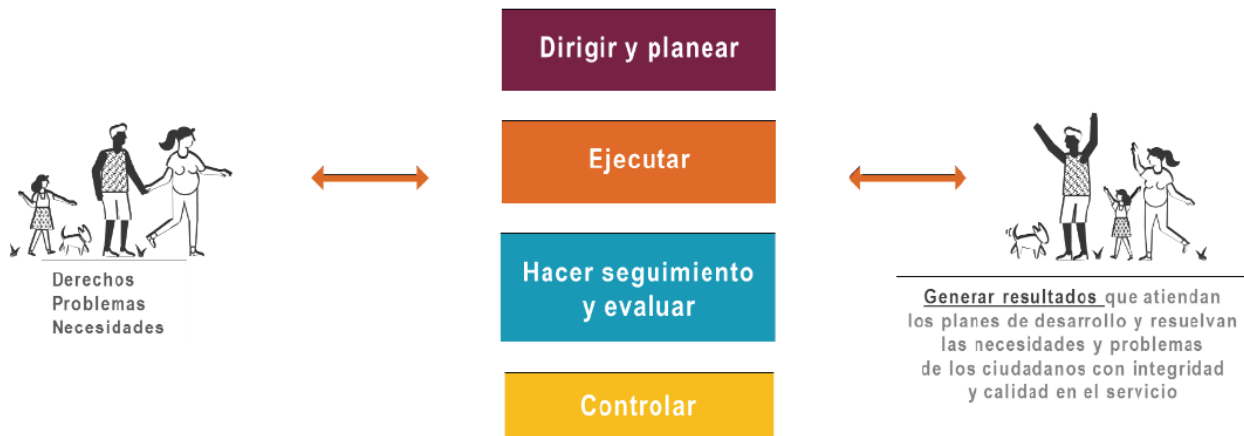 Dirigir y planear
Ejecutar
Hacer seguimiento
y evaluar
Controlar
Derechos
Problemas
Necesidades
Generar resultados que atiendan
los planes de desarrollo y resuelvan
las necesidades y problemas
de los ciudadanos con integridad
y calidad en el servicio